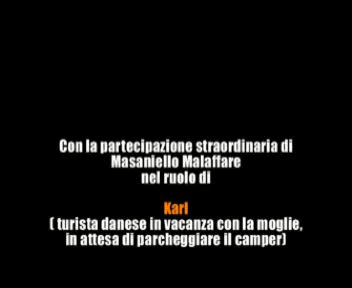 Con la partecipazione straordinaria di
Masaniello Malaffare
nel ruolo di
Karl
( turista danese in vacanza con la moglie,
in attesa di parcheggiare il camper)